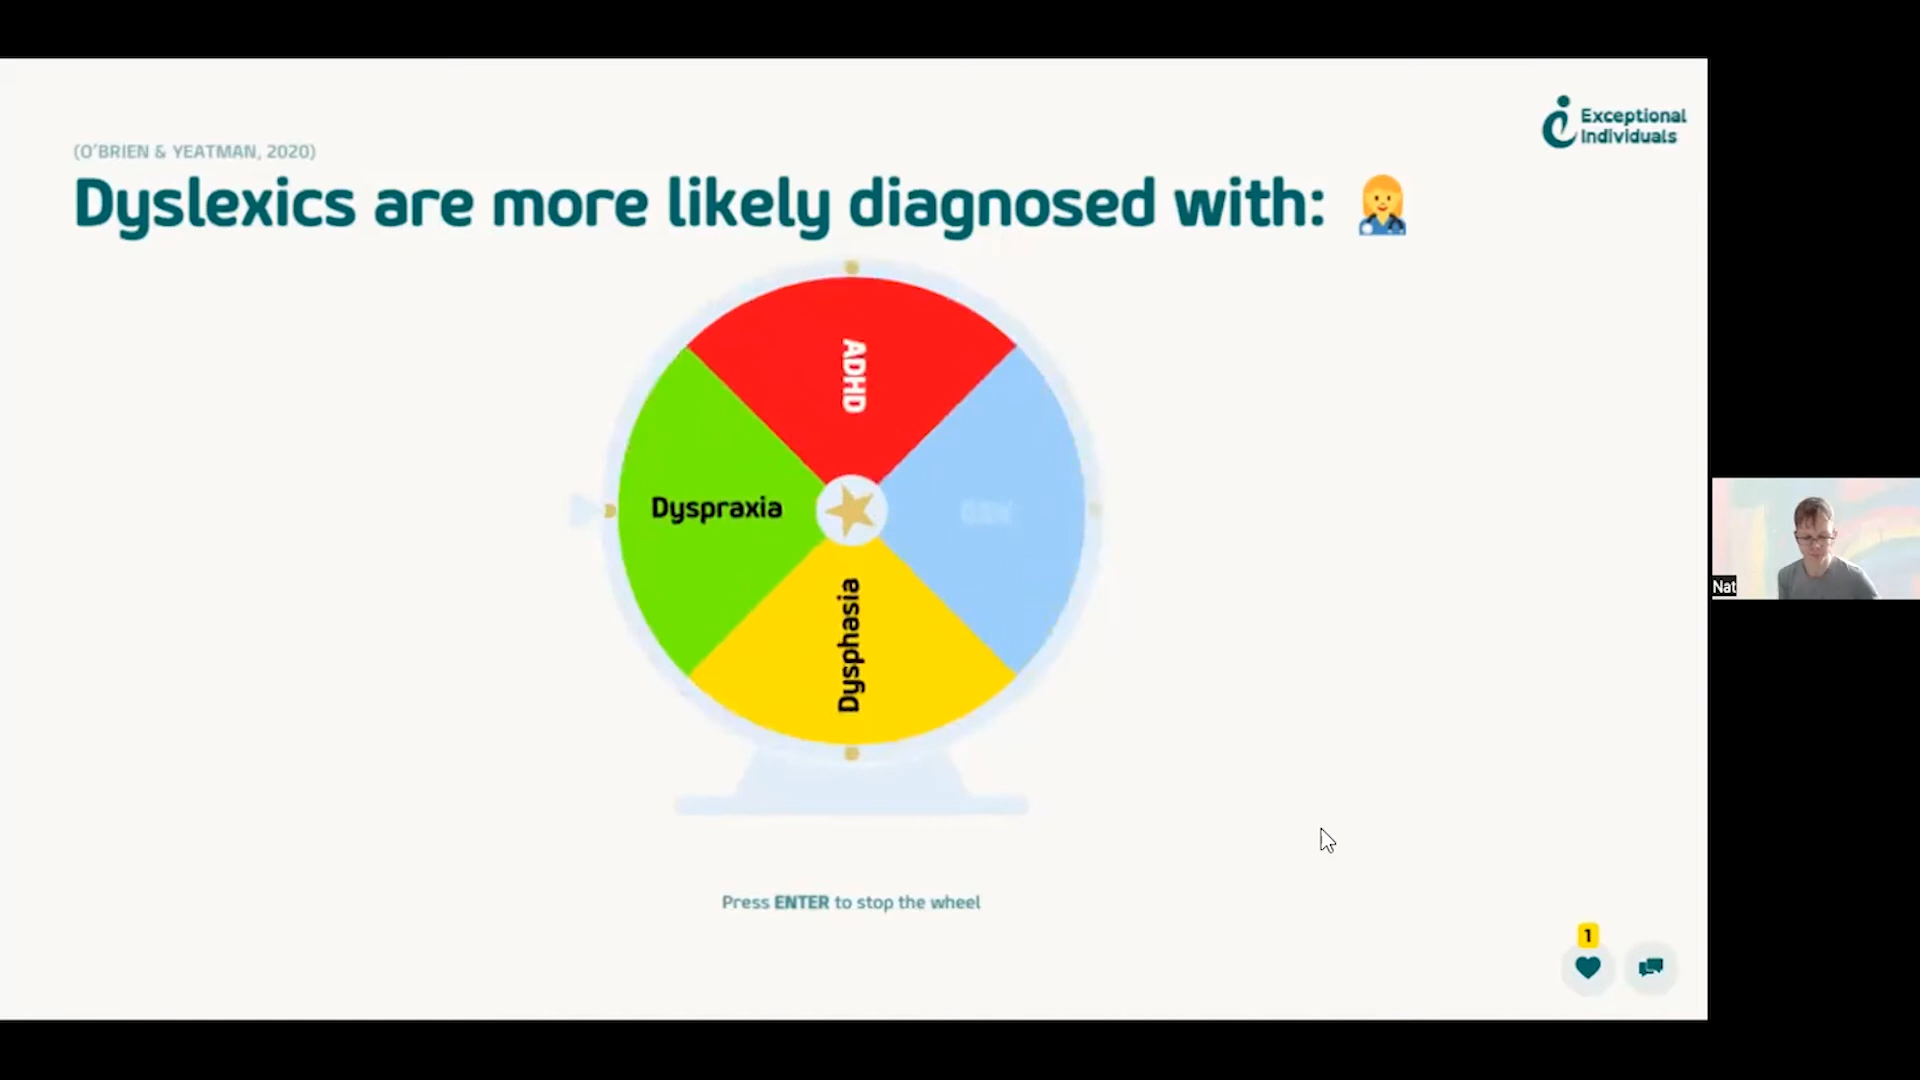 Exceptional
Individuals
(O'BRIEN & YEATMAN, 2020)
Dyslexics are more likely diagnosed with:
ADHD
Dyspraxia
Dysphasia
Press ENTER to stop the wheel
1
Nat